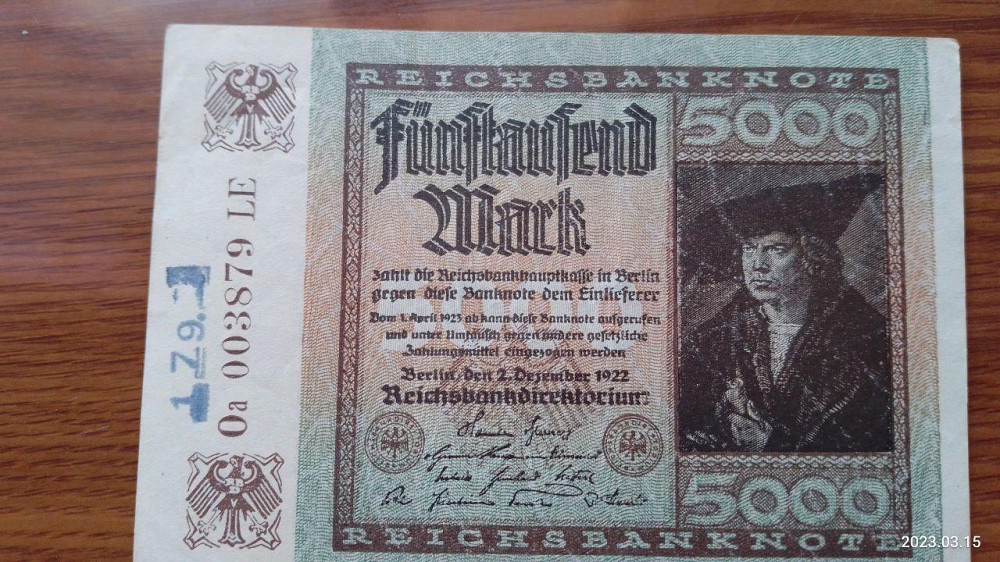 REICHSBANKNOTE
Fünftausend
Mark
5000
zahlt die Reichsbankhauptkasse in Berlin
gegen diese Banknote dem Einlieferer
Vom 1. April 1923 ab kann diese Banknote aufgerufen
und unter Umtausch gegen andere gesetzliche
Zahlungsmittel eingezogen werden
Berlin, den 2. Dezember 1922
Reichsbankdirektorium
5000
REICHSBANKNOTE
0a 003879 LE
2023.03.15